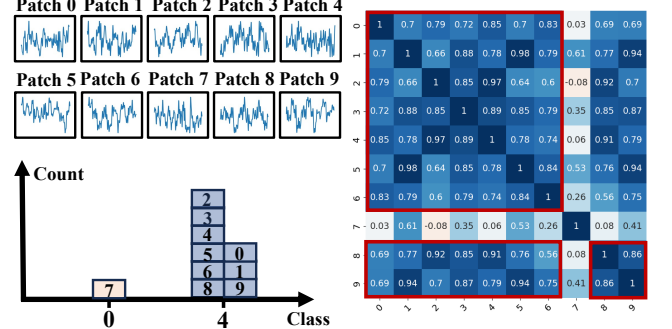 Patch 0 Patch 1 Patch 2 Patch 3 Patch 4
Patch 5 Patch 6 Patch 7 Patch 8 Patch 9
Count
2
3
4
5 0
6 1
7 8 9
0 4 Class
0 1 0.7 0.79 0.72 0.85 0.7 0.83 0.03 0.69 0.69
1 0.7 1 0.66 0.88 0.78 0.98 0.79 0.61 0.77 0.94
2 0.79 0.66 1 0.85 0.97 0.64 0.6 -0.08 0.92 0.7
3 0.72 0.88 0.85 1 0.89 0.85 0.79 0.35 0.85 0.87
4 0.85 0.78 0.97 0.89 1 0.78 0.74 0.06 0.91 0.79
5 0.7 0.98 0.64 0.85 0.78 1 0.84 0.53 0.76 0.94
6 0.83 0.79 0.6 0.79 0.74 0.84 1 0.26 0.56 0.75
7 0.03 0.61 -0.08 0.35 0.06 0.53 0.26 1 0.08 0.41
8 0.69 0.77 0.92 0.85 0.91 0.76 0.56 0.08 1 0.86
9 0.69 0.94 0.7 0.87 0.79 0.94 0.75 0.41 0.86 1
0 1 2 3 4 5 6 7 8 9